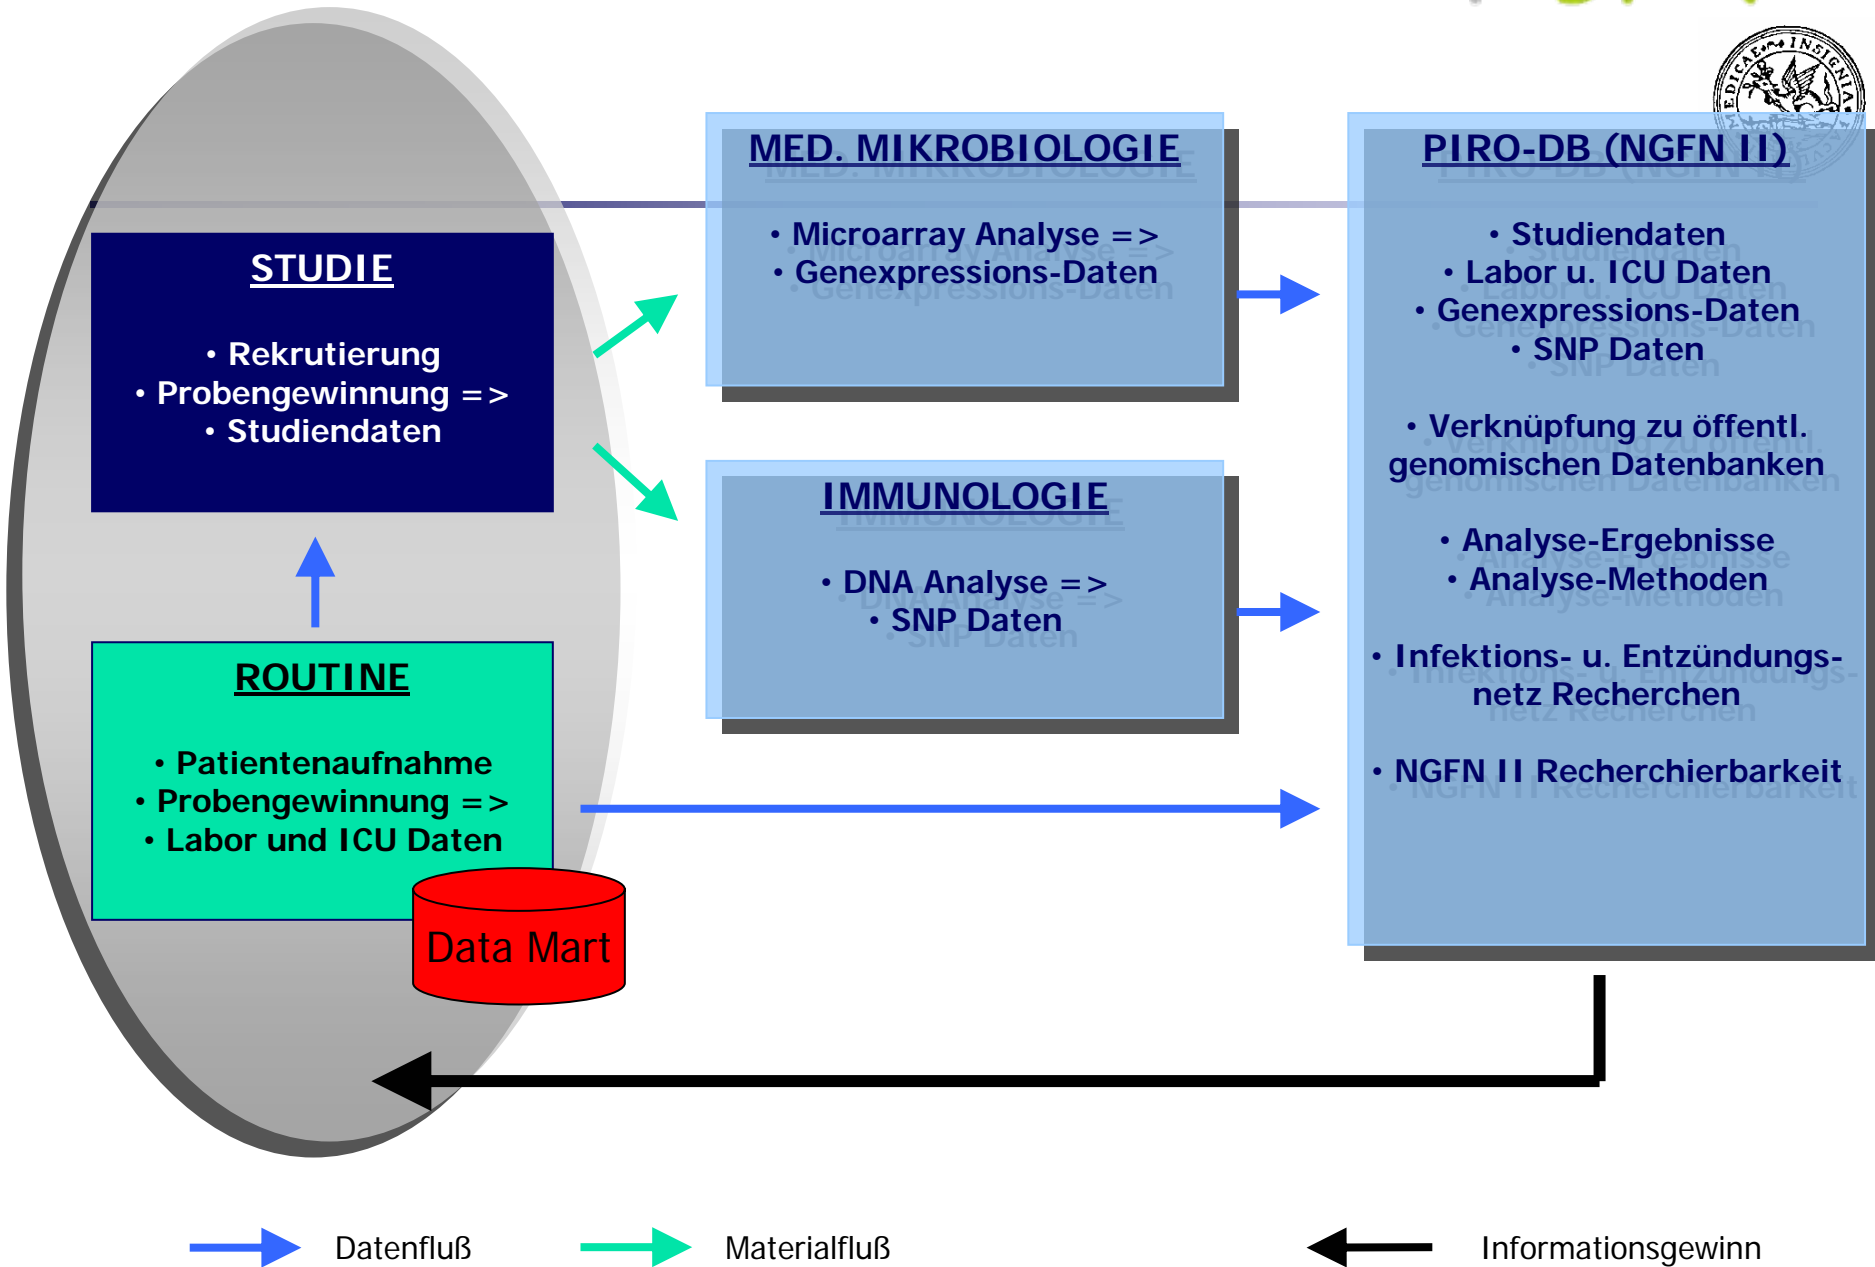 MEDICAE INSIGNIA
STUDIE
• Rekrutierung
• Probengewinnung =>
• Studiendaten
ROUTINE
• Patientenaufnahme
• Probengewinnung =>
• Labor und ICU Daten
Data Mart
MED. MIKROBIOLOGIE
• Microarray Analyse =>
• Genexpressions-Daten
IMMUNOLOGIE
• DNA Analyse =>
• SNP Daten
PIRO-DB (NGFN II)
• Studiendaten
• Labor u. ICU Daten
• Genexpressions-Daten
• SNP Daten
• Verknüpfung zu öffentl.
genomischen Datenbanken
• Analyse-Ergebnisse
• Analyse-Methoden
• Infektions- u. Entzündungs-
netz Recherchen
• NGFN II Recherchierbarkeit
Datenfluß
Materialfluß
Informationsgewinn